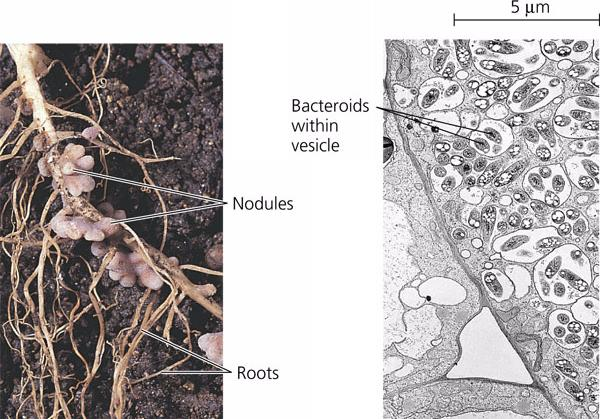 5 μm
Bacteroids
within
vesicle
Nodules
Roots